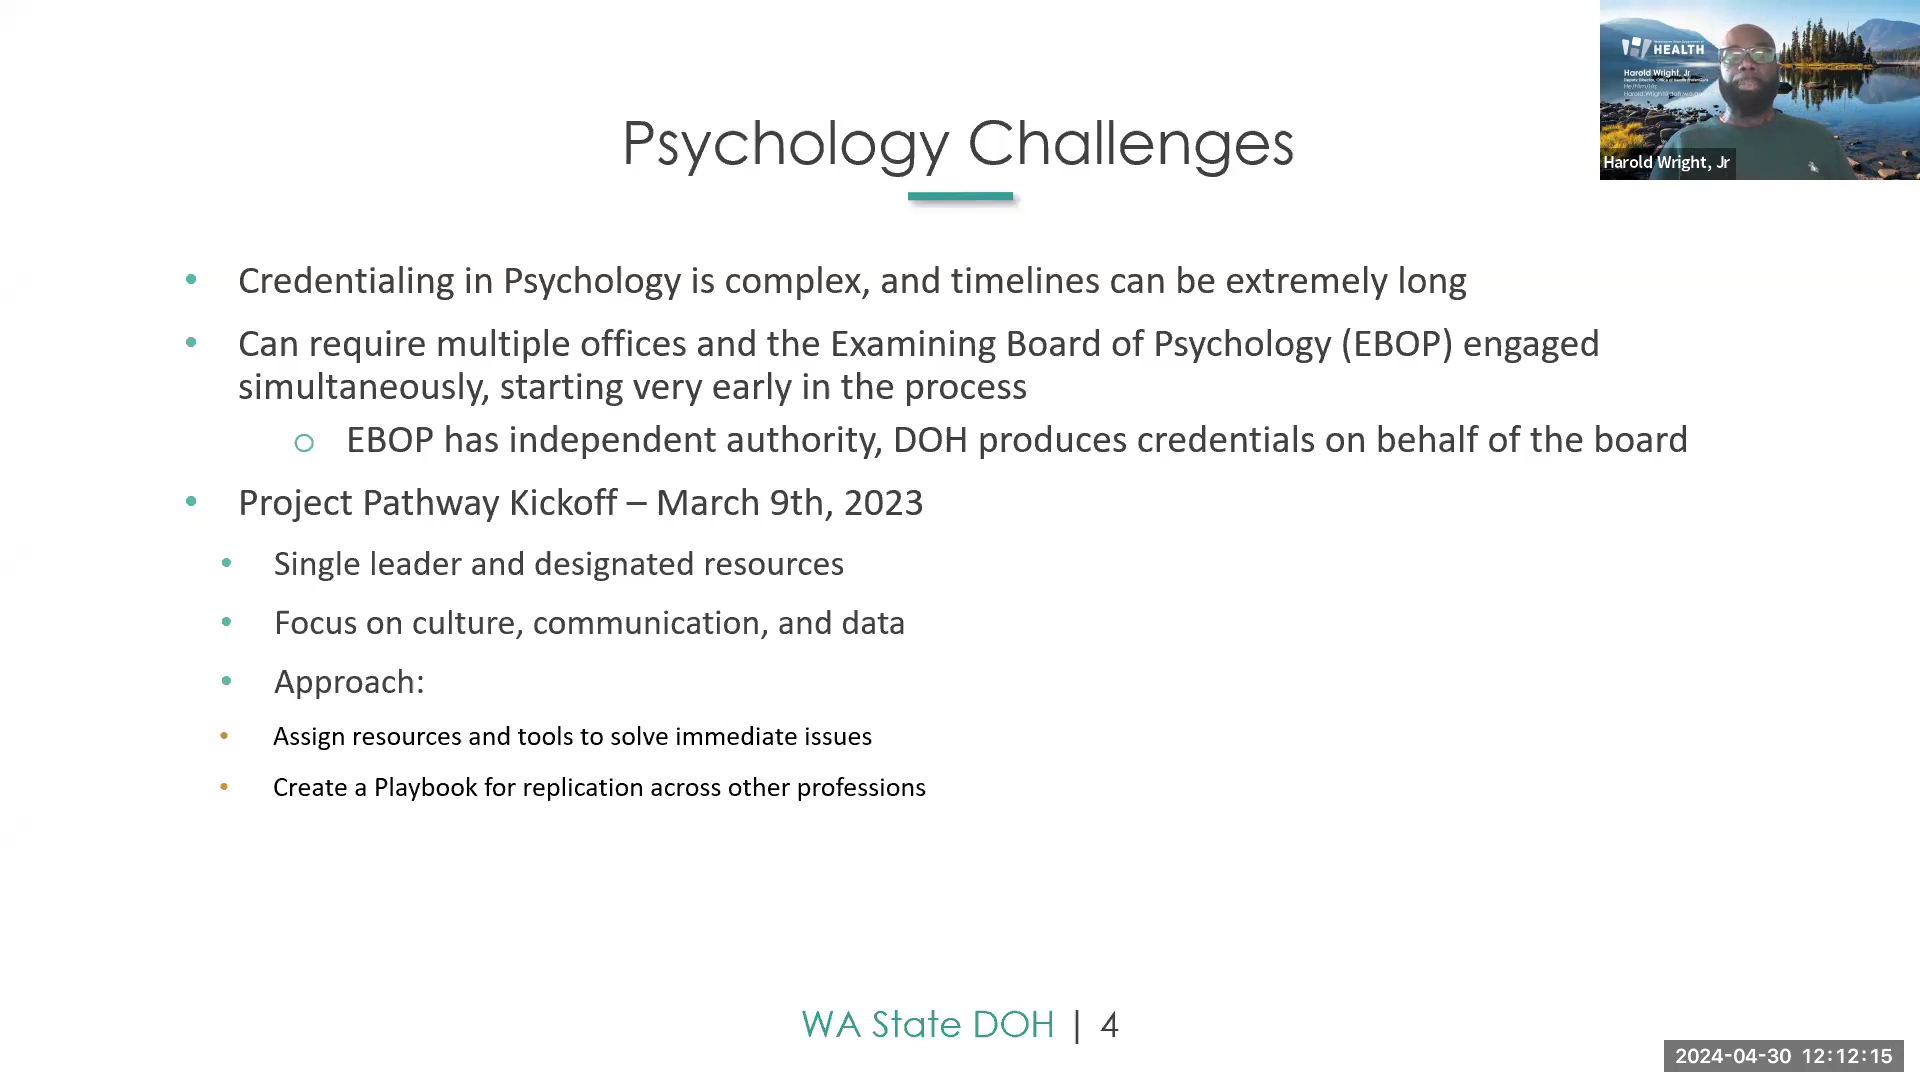 HEALTH
Harold Wright, Jr
Harold Wright, Jr
Psychology Challenges
• Credentialing in Psychology is complex, and timelines can be extremely long
• Can require multiple offices and the Examining Board of Psychology (EBOP) engaged
simultaneously, starting very early in the process
o EBOP has independent authority, DOH produces credentials on behalf of the board
• Project Pathway Kickoff – March 9th, 2023
• Single leader and designated resources
• Focus on culture, communication, and data
• Approach:
• Assign resources and tools to solve immediate issues
• Create a Playbook for replication across other professions
WA State DOH | 4
2024-04-30 12:12:15